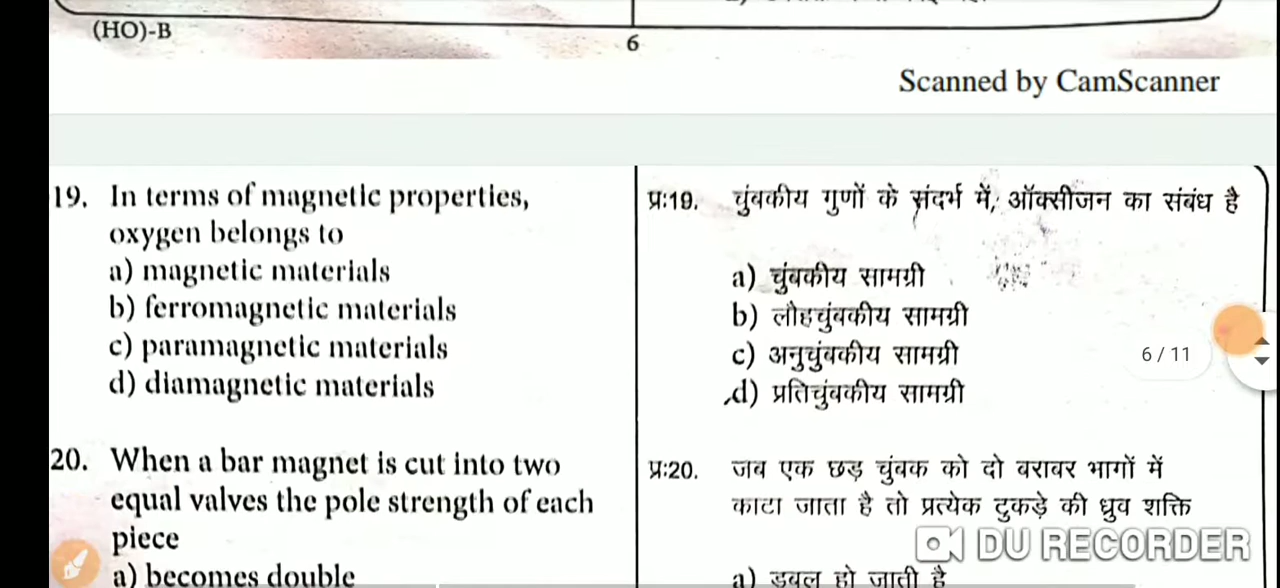 (HO)-B
6
Scanned by CamScanner
19. In terms of magnetic properties,
oxygen belongs to
a) magnetic materials
b) ferromagnetic materials
c) paramagnetic materials
d) diamagnetic materials
20. When a bar magnet is cut into two
equal valves the pole strength of each
piece
a) becomes double
प्र:19. चुंबकीय गुणों के संदर्भ में, ऑक्सीजन का संबंध है
a) चुंबकीय सामग्री
b) लौहचुंबकीय सामग्री
c) अनुचुंबकीय सामग्री
d) प्रतिचुंबकीय सामग्री
6 / 11
प्र:20. जब एक छड़ चुंबक को दो बराबर भागों में
काटा जाता है तो प्रत्येक टुकड़े की ध्रुव शक्ति
a) डबल हो जाती है
DU RECORDER